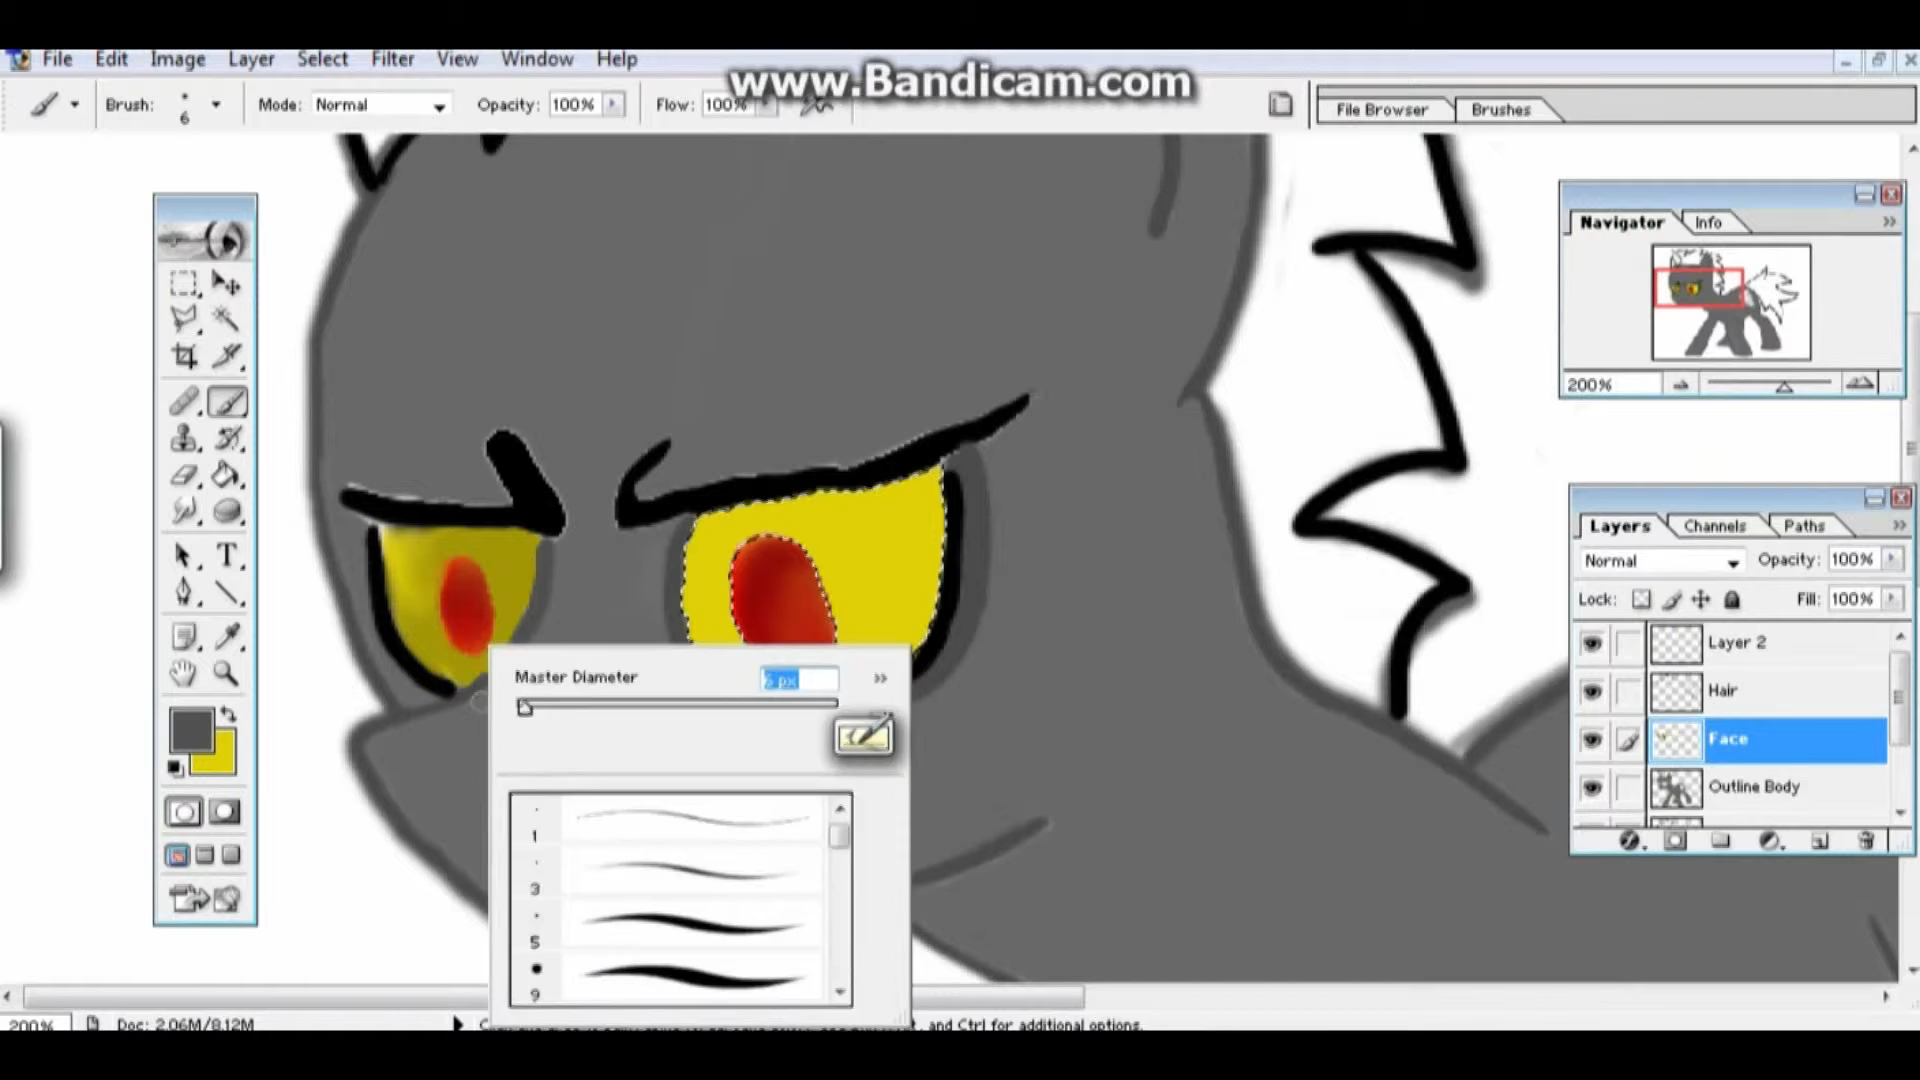 File Edit Image Layer Select Filter View Window Help
www.Bandicam.com
Brush: 6 Mode: Normal Opacity: 100% Flow: 100% File Browser Brushes
Navigator Info
200%
Layers Channels Paths
Normal Opacity: 100%
Lock: Fill: 100%
Layer 2
Hair
Face
Outline Body
Master Diameter 6 px
1
3
5
9
200% Doc: 2.06M/8.12M and Ctrl for additional options.